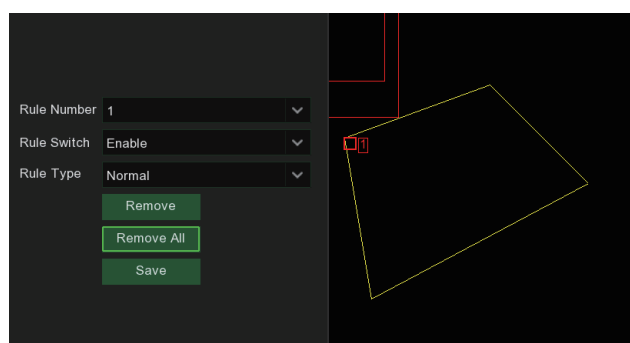 Rule Number 1
Rule Switch Enable
Rule Type Normal
Remove
Remove All
Save
1